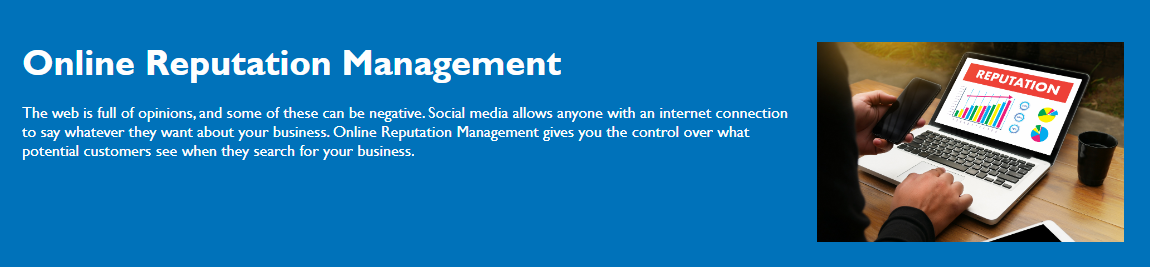 Online Reputation Management
The web is full of opinions, and some of these can be negative. Social media allows anyone with an internet connection
to say whatever they want about your business. Online Reputation Management gives you the control over what
potential customers see when they search for your business.
REPUTATION